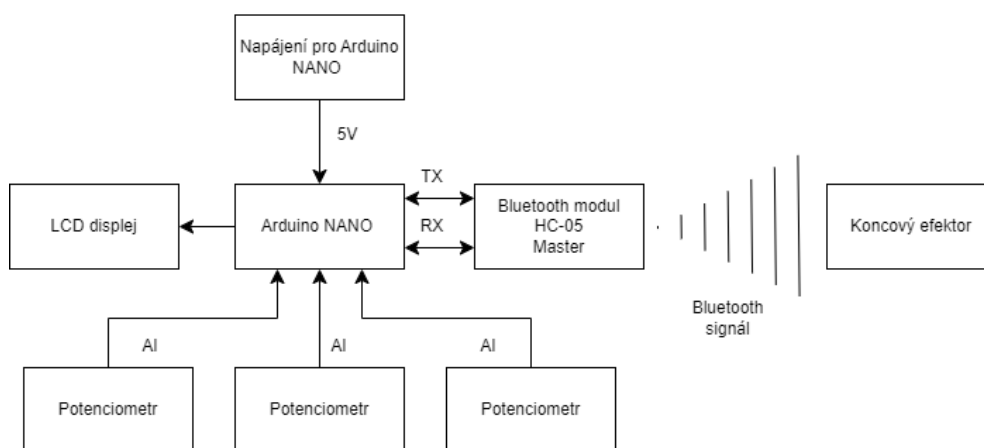 Napájení pro Arduino
NANO
5V
LCD displej
Arduino NANO
TX
RX
Bluetooth modul
HC-05
Master
Koncový efektor
Bluetooth
signál
AI
AI
AI
Potenciometr
Potenciometr
Potenciometr